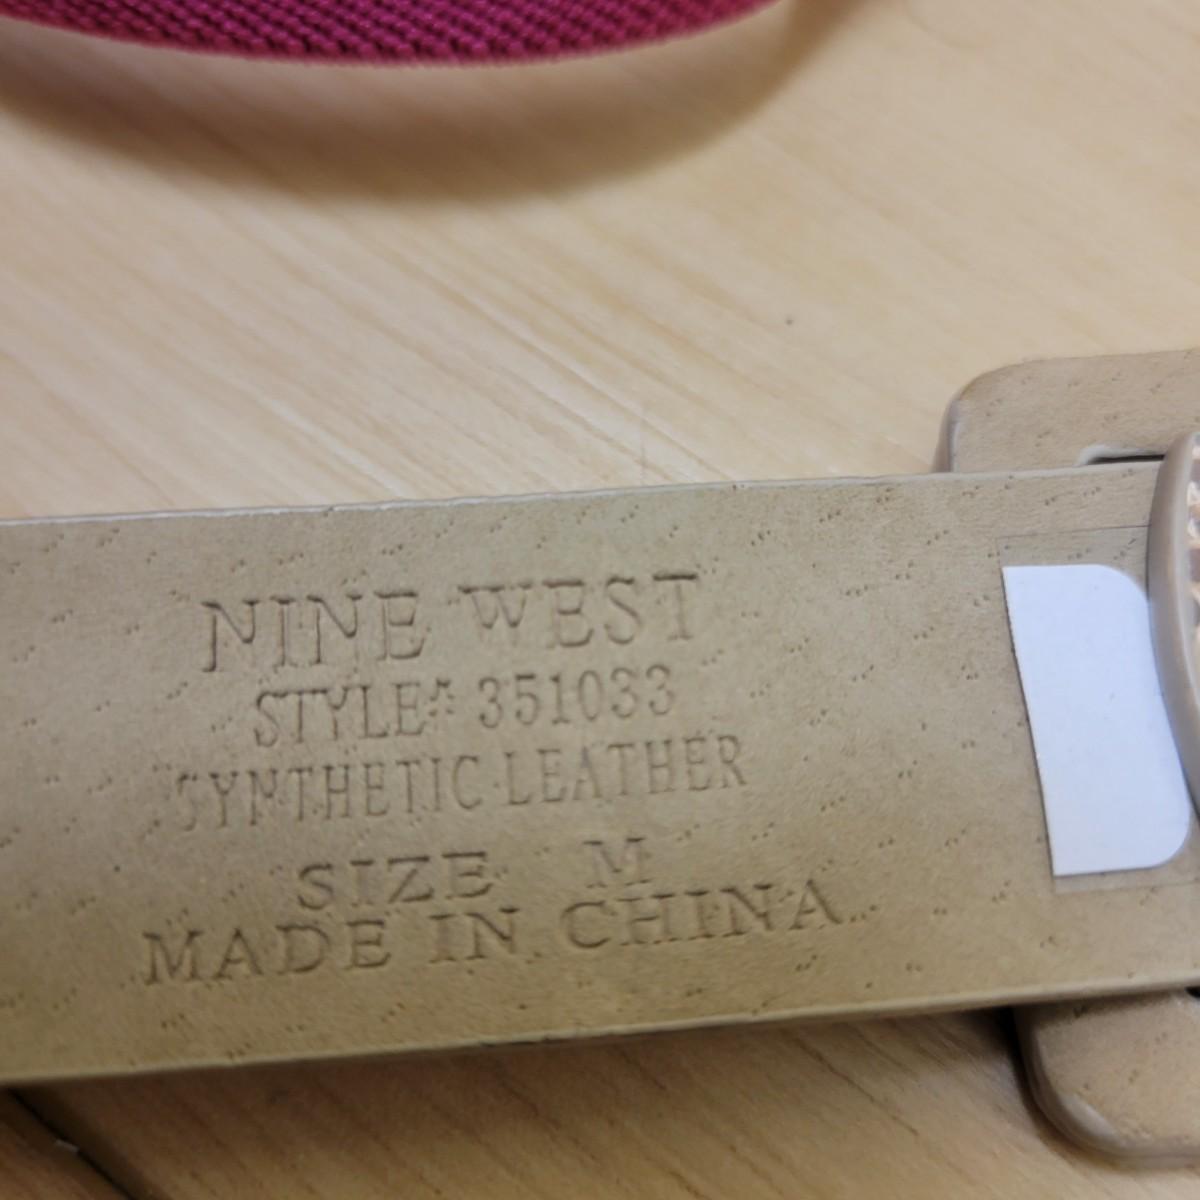 NINE WEST
STYLE# 351033
SYNTHETIC LEATHER
SIZE M
MADE IN CHINA